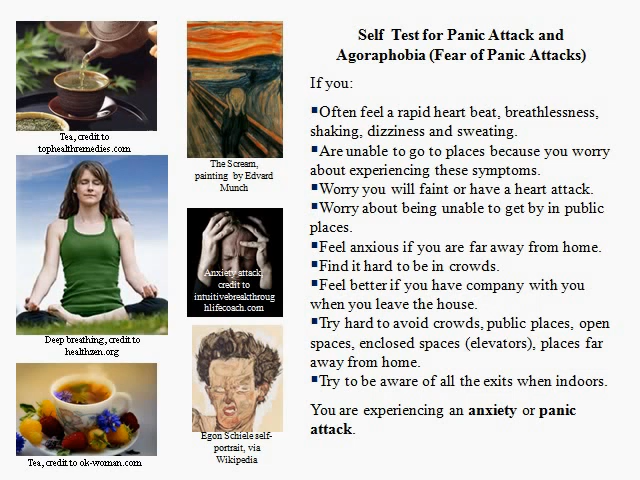 Self Test for Panic Attack and
Agoraphobia (Fear of Panic Attacks)
If you:
▪Often feel a rapid heart beat, breathlessness,
shaking, dizziness and sweating.
▪Are unable to go to places because you worry
about experiencing these symptoms.
▪Worry you will faint or have a heart attack.
▪Worry about being unable to get by in public
places.
▪Feel anxious if you are far away from home.
▪Find it hard to be in crowds.
▪Feel better if you have company with you
when you leave the house.
▪Try hard to avoid crowds, public places, open
spaces, enclosed spaces (elevators), places far
away from home.
▪Try to be aware of all the exits when indoors.
You are experiencing an anxiety or panic
attack.
Tea, credit to
tophealthremedies.com
The Scream,
painting by Edvard
Munch
Deep breathing, credit to
healthzen.org
Anxiety attack,
credit to
intuitivebreakthroug
hlifecoach.com
Tea, credit to ok-woman.com
Egon Schiele self-
portrait, via
Wikipedia